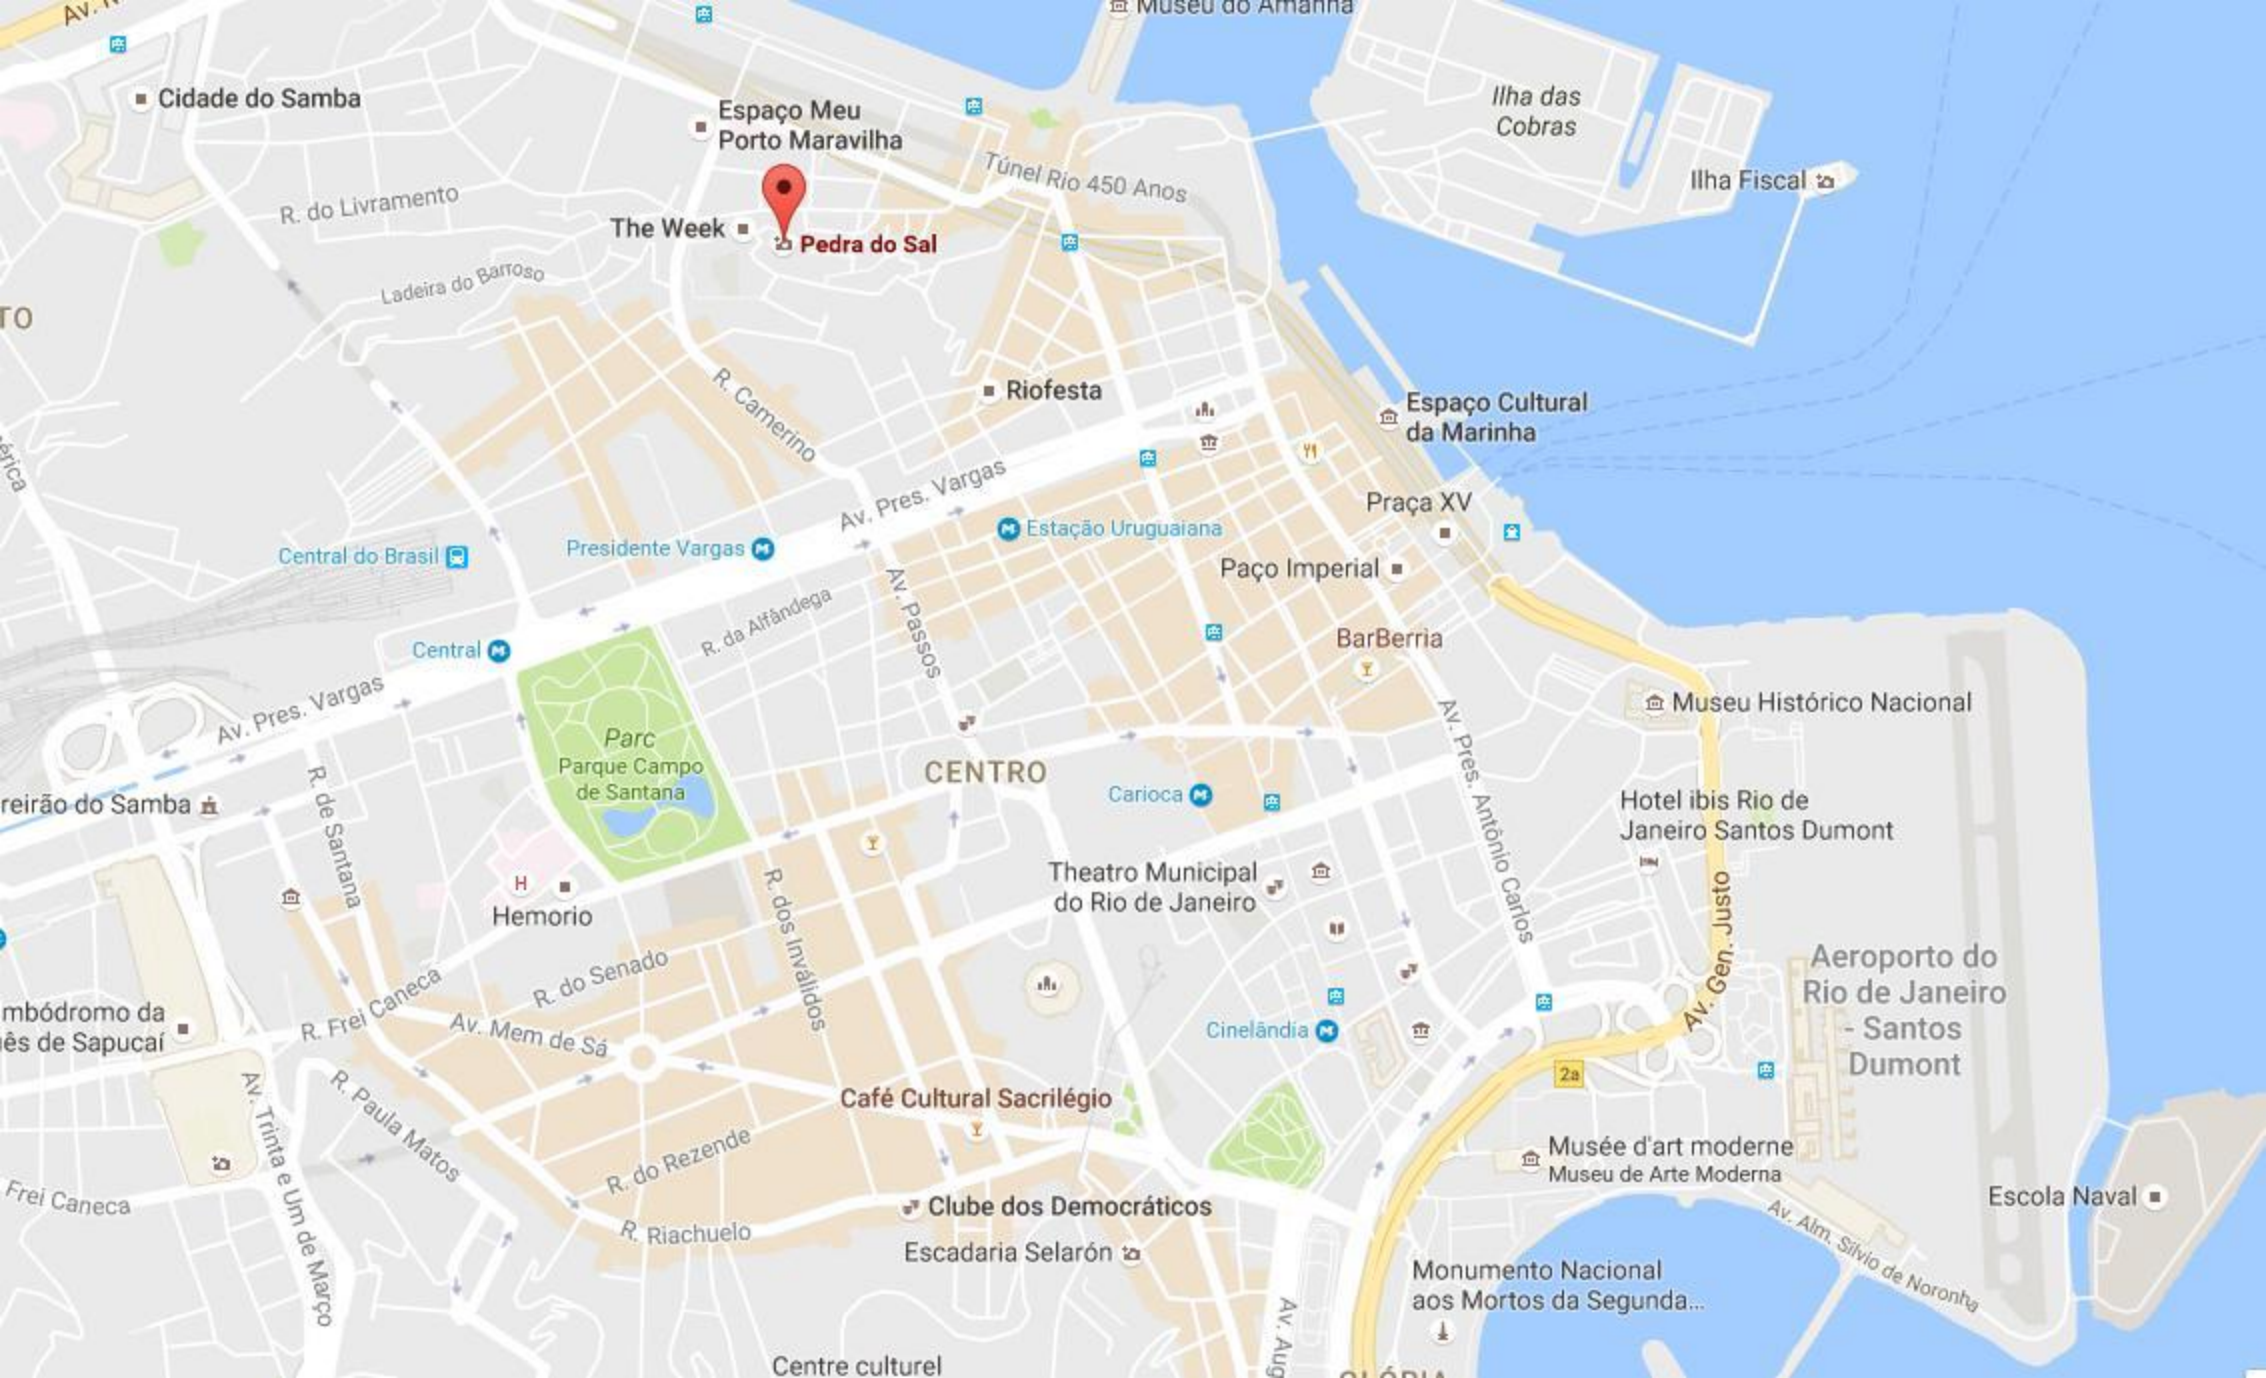 Museu do Amanhã
Cidade do Samba
Espaço Meu
Porto Maravilha
Ilha das
Cobras
Túnel Rio 450 Anos
Ilha Fiscal
R. do Livramento
The Week
Pedra do Sal
Ladeira do Barroso
TO
R. Camerino
Riofesta
Espaço Cultural
da Marinha
érica
Av. Pres. Vargas
Praça XV
Central do Brasil
Presidente Vargas
Estação Uruguaiana
Paço Imperial
Av. Passos
R. da Alfândega
Central
BarBerria
Av. Pres. Vargas
Museu Histórico Nacional
Parc
Parque Campo
de Santana
CENTRO
Av. Pres. Antônio Carlos
reirão do Samba
R. de Santana
Carioca
Hotel ibis Rio de
Janeiro Santos Dumont
H
Hemorio
Theatro Municipal
do Rio de Janeiro
R. dos Inválidos
Av. Gen. Justo
R. do Senado
R. Frei Caneca
Aeroporto do
Rio de Janeiro
- Santos
Dumont
mbódromo da
ês de Sapucaí
Av. Mem de Sá
Cinelândia
2a
R. Paula Matos
Av. Trinta e Um de Março
Café Cultural Sacrilégio
R. do Rezende
Musée d'art moderne
Museu de Arte Moderna
Frei Caneca
Escola Naval
Clube dos Democráticos
R. Riachuelo
Escadaria Selarón
Av. Alm. Silvio de Noronha
Monumento Nacional
aos Mortos da Segunda...
Av. Aug
Centre culturel
GLÓRIA